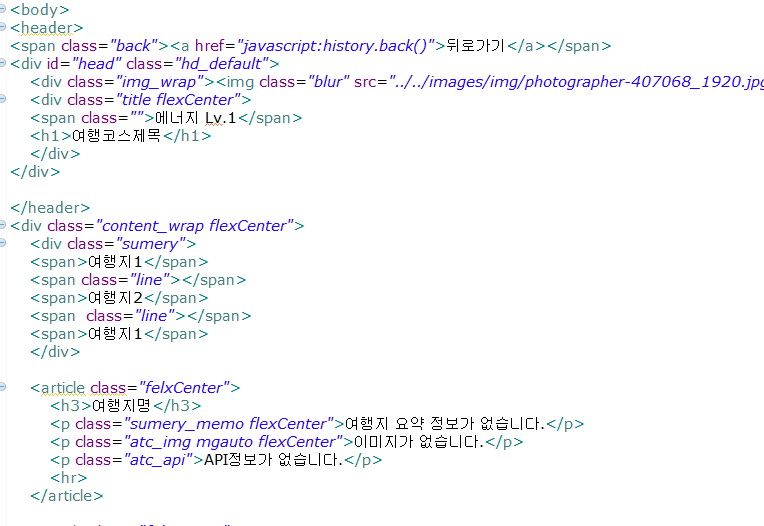 <body>
<header>
<span class="back"><a href="javascript:history.back()">뒤로가기</a></span>
<div id="head" class="hd_default">
<div class="img_wrap"><img class="blur" src="../../images/img/photographer-407068_1920.jpg
<div class="title flexCenter">
<span class="">에너지 Lv.1</span>
<h1>여행코스제목</h1>
</div>
</div>
</header>
<div class="content_wrap flexCenter">
<div class="sumery">
<span>여행지1</span>
<span class="line"></span>
<span>여행지2</span>
<span  class="line"></span>
<span>여행지1</span>
</div>
<article class="felxCenter">
<h3>여행지명</h3>
<p class="sumery_memo flexCenter">여행지 요약 정보가 없습니다.</p>
<p class="atc_img mgauto flexCenter">이미지가 없습니다.</p>
<p class="atc_api">API정보가 없습니다.</p>
<hr>
</article>